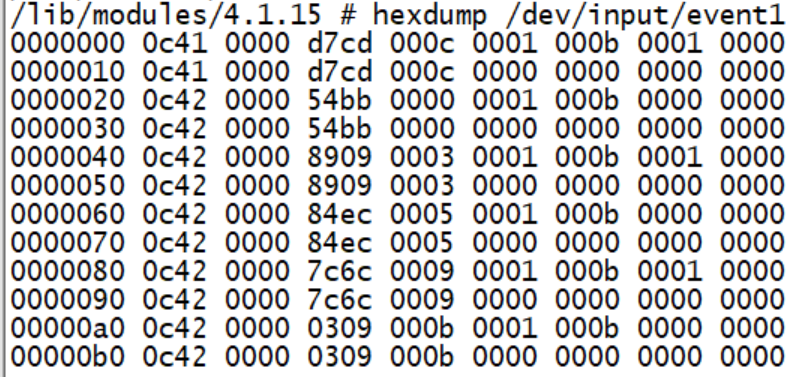 /lib/modules/4.1.15 # hexdump /dev/input/event1
0000000 0c41 0000 d7cd 000c 0001 000b 0001 0000
0000010 0c41 0000 d7cd 000c 0000 0000 0000 0000
0000020 0c42 0000 54bb 0000 0001 000b 0000 0000
0000030 0c42 0000 54bb 0000 0000 0000 0000 0000
0000040 0c42 0000 8909 0003 0001 000b 0001 0000
0000050 0c42 0000 8909 0003 0000 0000 0000 0000
0000060 0c42 0000 84ec 0005 0001 000b 0000 0000
0000070 0c42 0000 84ec 0005 0000 0000 0000 0000
0000080 0c42 0000 7c6c 0009 0001 000b 0001 0000
0000090 0c42 0000 7c6c 0009 0000 0000 0000 0000
00000a0 0c42 0000 0309 000b 0001 000b 0000 0000
00000b0 0c42 0000 0309 000b 0000 0000 0000 0000